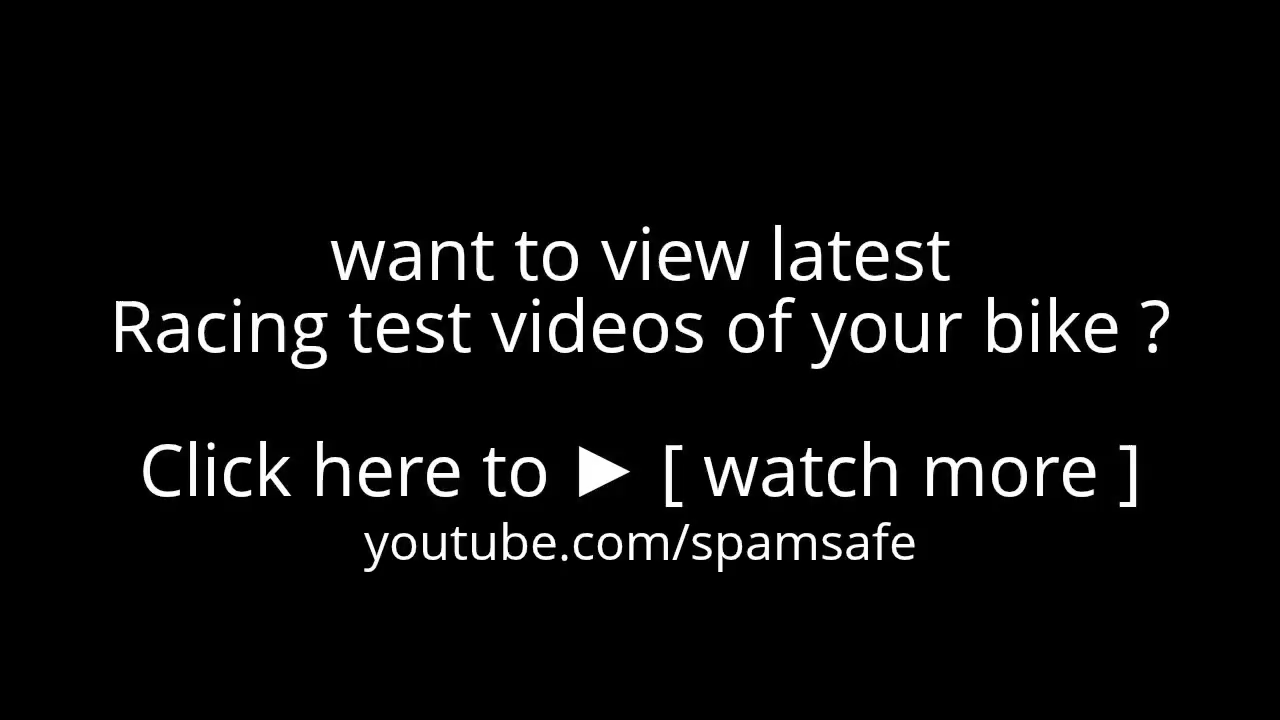 want to view latest
Racing test videos of your bike ?
Click here to ► [ watch more ]
youtube.com/spamsafe